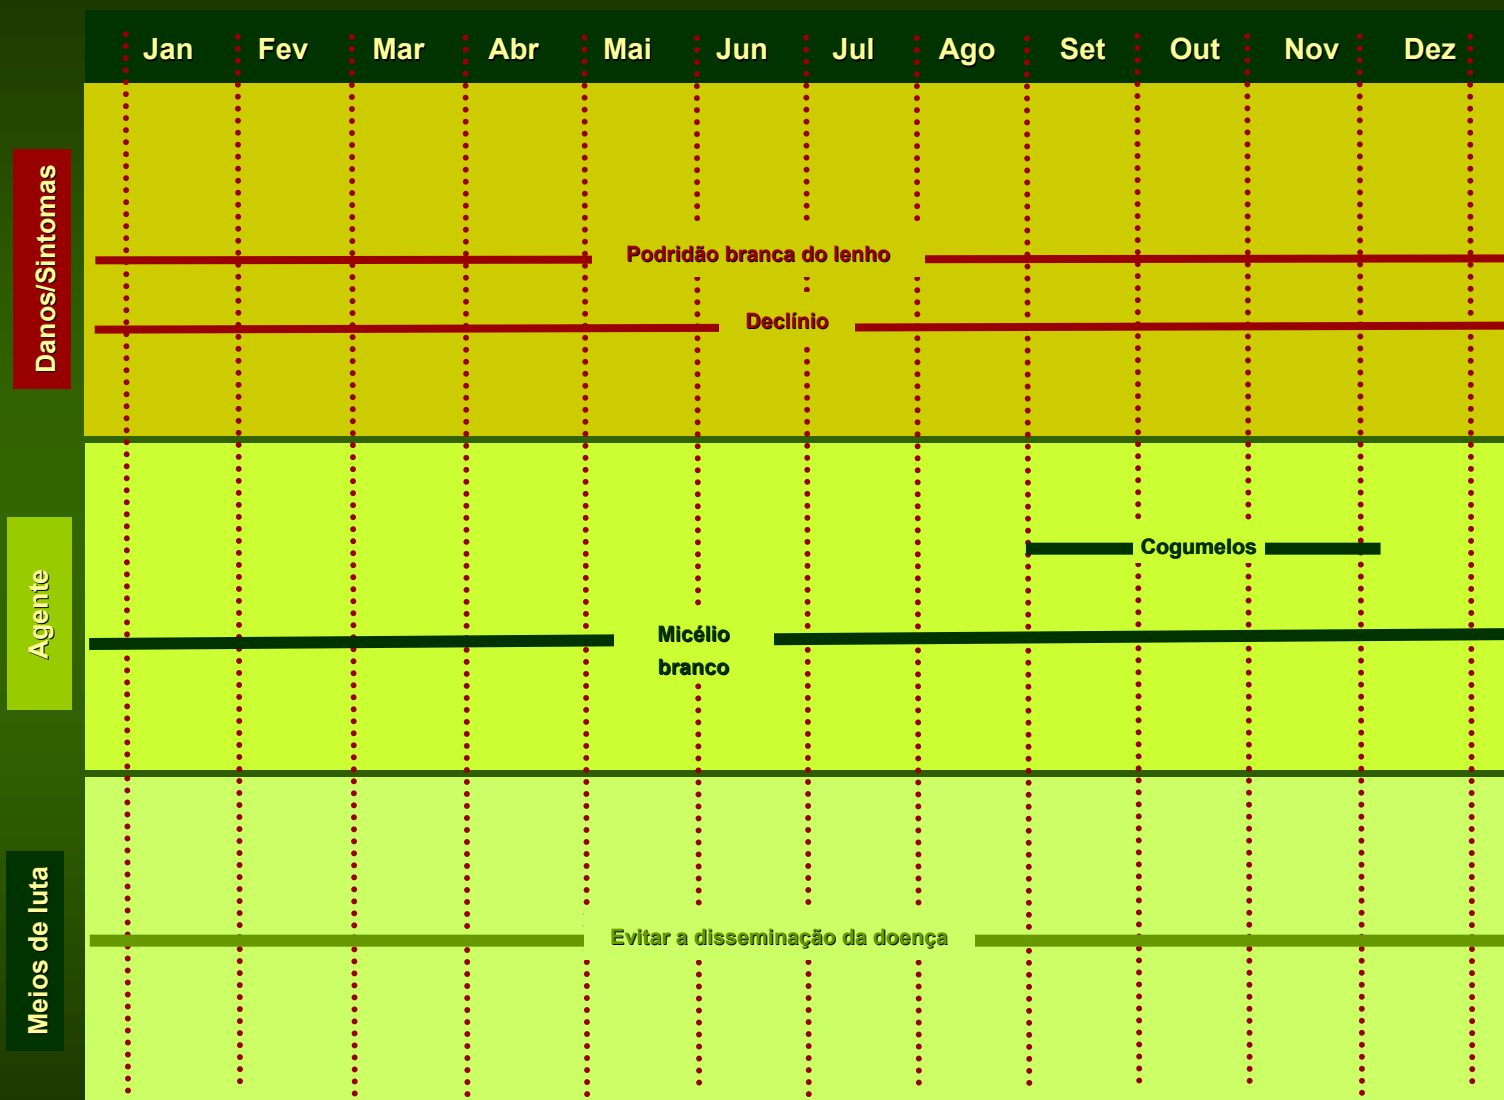 Jan Fev Mar Abr Mai Jun Jul Ago Set Out Nov Dez
Danos/Sintomas
Podridão branca do lenho
Declínio
Agente
Cogumelos
Micélio
branco
Meios de luta
Evitar a disseminação da doença